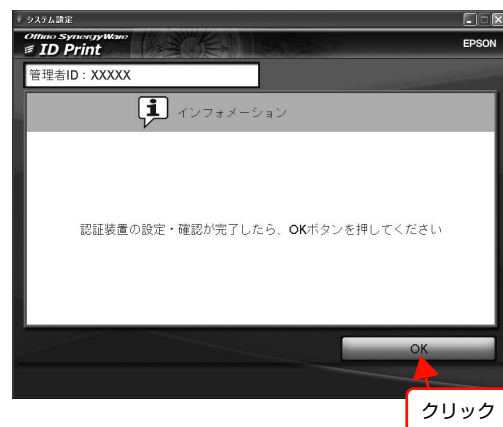 システム設定
Offirio SynergyWare
ID Print
EPSON
管理者ID：XXXXX
インフォメーション
認証装置の設定・確認が完了したら、OKボタンを押してください
OK
クリック